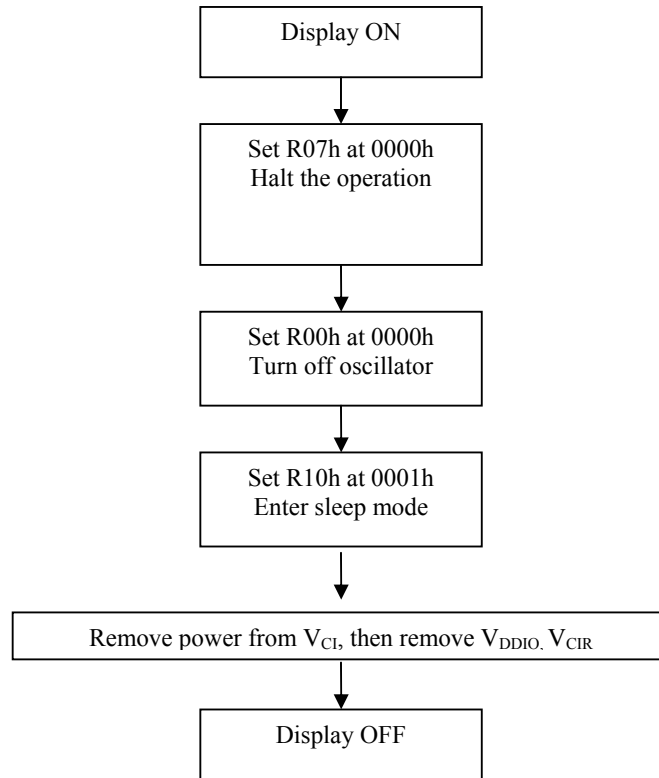 Display ON
Set R07h at 0000h
Halt the operation
Set R00h at 0000h
Turn off oscillator
Set R10h at 0001h
Enter sleep mode
Remove power from VCI, then remove VDDIO, VCIR
Display OFF